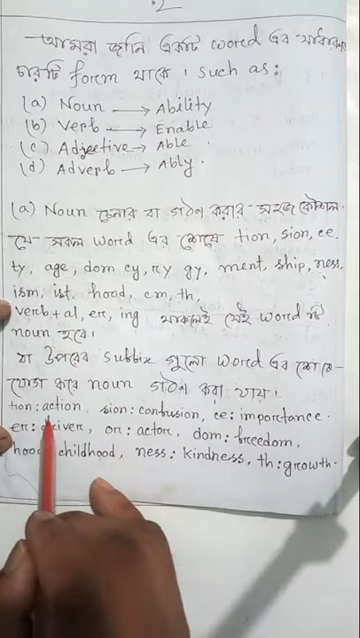 2
আমরা জানি একটি word এর সাধারণত
চারটি form থাকে। such as:
(a) Noun → Ability
(b) Verb → Enable
(c) Adjective → Able
(d) Adverb → Ably.
(a) Noun চেনার বা গঠন করার সহজ কৌশল
যে সকল word এর শেষে tion, sion, ce
ty, age, dom cy, ry gy, ment, ship, ness,
ism, ist, hood, em, th,
verb + al, er, ing থাকলেই সেই word টি
noun হবে।
বা উপরের suffix গুলো word এর শেষে
যোগ করে noun গঠন করা যায়।
tion: action, sion: confusion, ce: importance.
er: driver, or: actor, dom: freedom,
hood childhood, ness: kindness, th: growth.